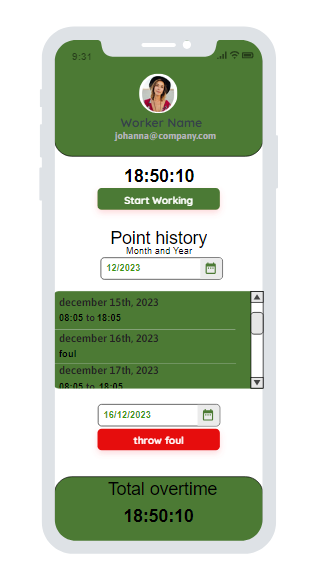 9:31
Worker Name
johanna@company.com
18:50:10
Start Working
Point history
Month and Year
12/2023
december 15th, 2023
08:05 to 18:05
december 16th, 2023
foul
december 17th, 2023
08:05 to 18:05
16/12/2023
throw foul
Total overtime
18:50:10